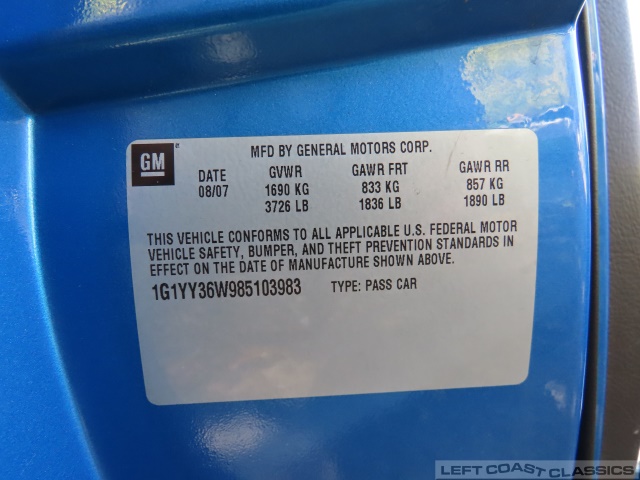 GM
e
MFD BY GENERAL MOTORS CORP.
DATE GVWR GAWR FRT GAWR RR
08/07 1690 KG 833 KG 857 KG
3726 LB 1836 LB 1890 LB
THIS VEHICLE CONFORMS TO ALL APPLICABLE U.S. FEDERAL MOTOR
VEHICLE SAFETY, BUMPER, AND THEFT PREVENTION STANDARDS IN
EFFECT ON THE DATE OF MANUFACTURE SHOWN ABOVE.
1G1YY36W985103983 TYPE: PASS CAR
LEFT COAST CLASSICS